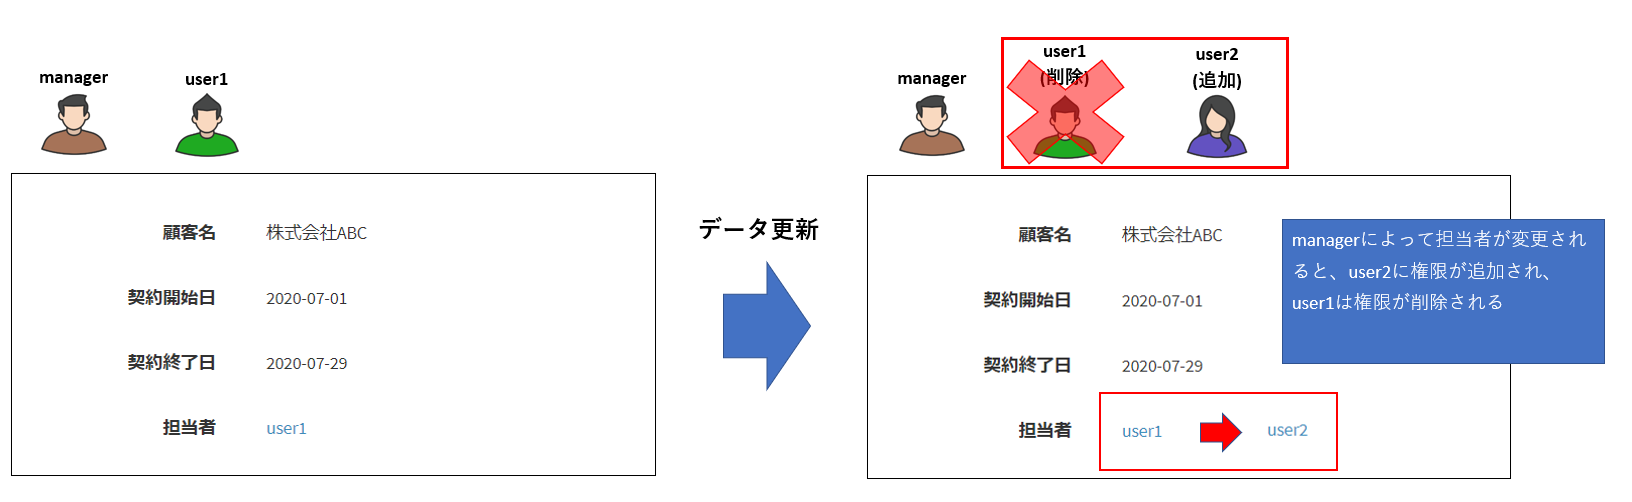 manager
user1
顧客名 株式会社ABC
契約開始日 2020-07-01
契約終了日 2020-07-29
担当者 user1
データ更新
manager
user1
(削除)
user2
(追加)
顧客名 株式会社ABC
契約開始日 2020-07-01
契約終了日 2020-07-29
担当者 user1 user2
managerによって担当者が変更され
ると、user2に権限が追加され、
user1は権限が削除される